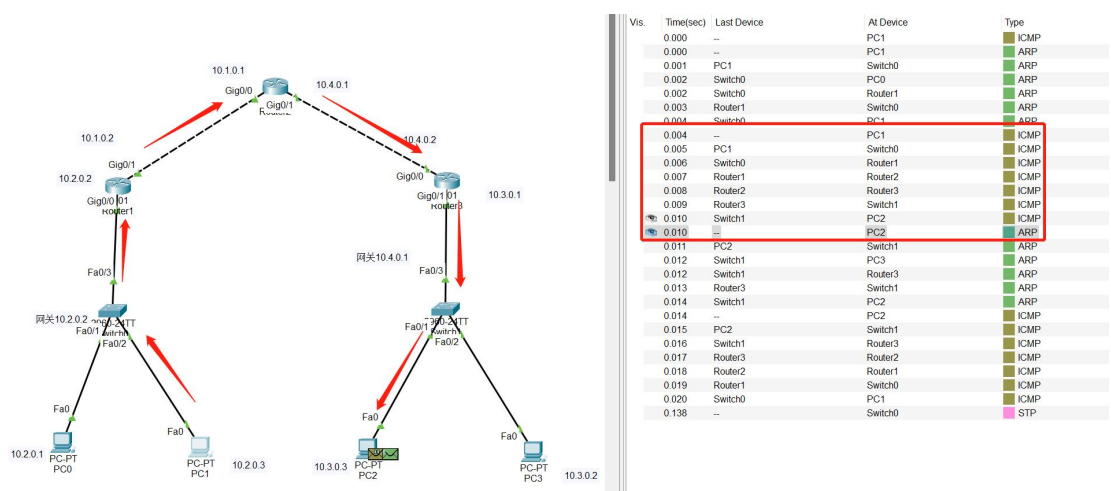 10.1.0.1
10.4.0.1
Gig0/0
Gig0/1
10.1.0.2
10.4.0.2
Gig0/1
Gig0/0
10.2.0.2
10.3.0.1
Gig0/0
Router1
Gig0/1
Router3
网关10.4.0.1
Fa0/3
Fa0/3
网关10.2.0.2
Fa0/1
Fa0/2
Fa0/1
Fa0/2
Fa0
Fa0
Fa0
Fa0
10.2.0.1
PC-PT
PC0
PC-PT
PC1
10.2.0.3
10.3.0.3
PC-PT
PC2
PC-PT
PC3
10.3.0.2
Vis. Time(sec) Last Device At Device Type
0.000 -- PC1 ICMP
0.000 -- PC1 ARP
0.001 PC1 Switch0 ARP
0.002 Switch0 PC0 ARP
0.002 Switch0 Router1 ARP
0.003 Router1 Switch0 ARP
0.004 Switch0 PC1 ARP
0.004 -- PC1 ICMP
0.005 PC1 Switch0 ICMP
0.006 Switch0 Router1 ICMP
0.007 Router1 Router2 ICMP
0.008 Router2 Router3 ICMP
0.009 Router3 Switch1 ICMP
0.010 Switch1 PC2 ICMP
0.010 -- PC2 ARP
0.011 PC2 Switch1 ARP
0.012 Switch1 PC3 ARP
0.012 Switch1 Router3 ARP
0.013 Router3 Switch1 ARP
0.014 Switch1 PC2 ARP
0.014 -- PC2 ICMP
0.015 PC2 Switch1 ICMP
0.016 Switch1 Router3 ICMP
0.017 Router3 Router2 ICMP
0.018 Router2 Router1 ICMP
0.019 Router1 Switch0 ICMP
0.020 Switch0 PC1 ICMP
0.138 -- Switch0 STP